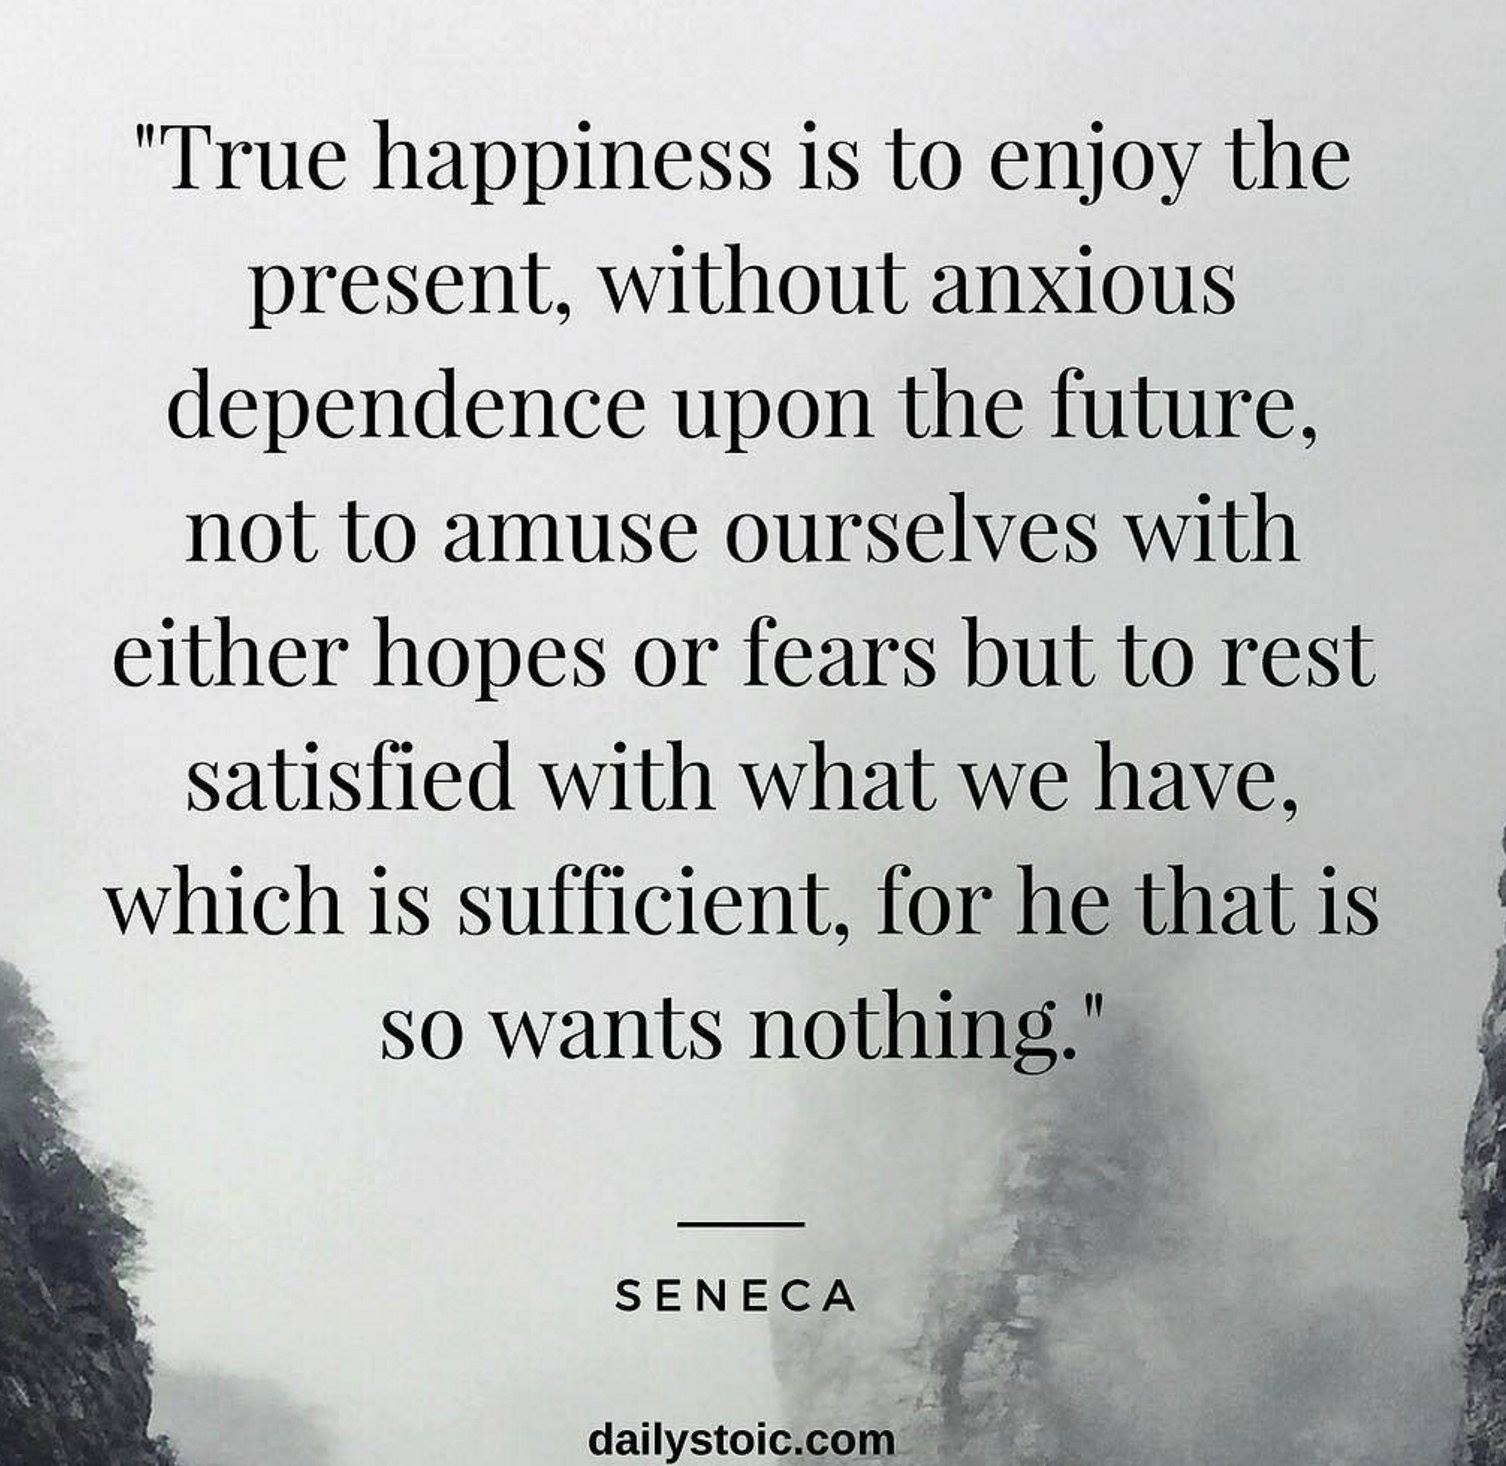 "True happiness is to enjoy the
present, without anxious
dependence upon the future,
not to amuse ourselves with
either hopes or fears but to rest
satisfied with what we have,
which is sufficient, for he that is
so wants nothing."
SENECA
dailystoic.com